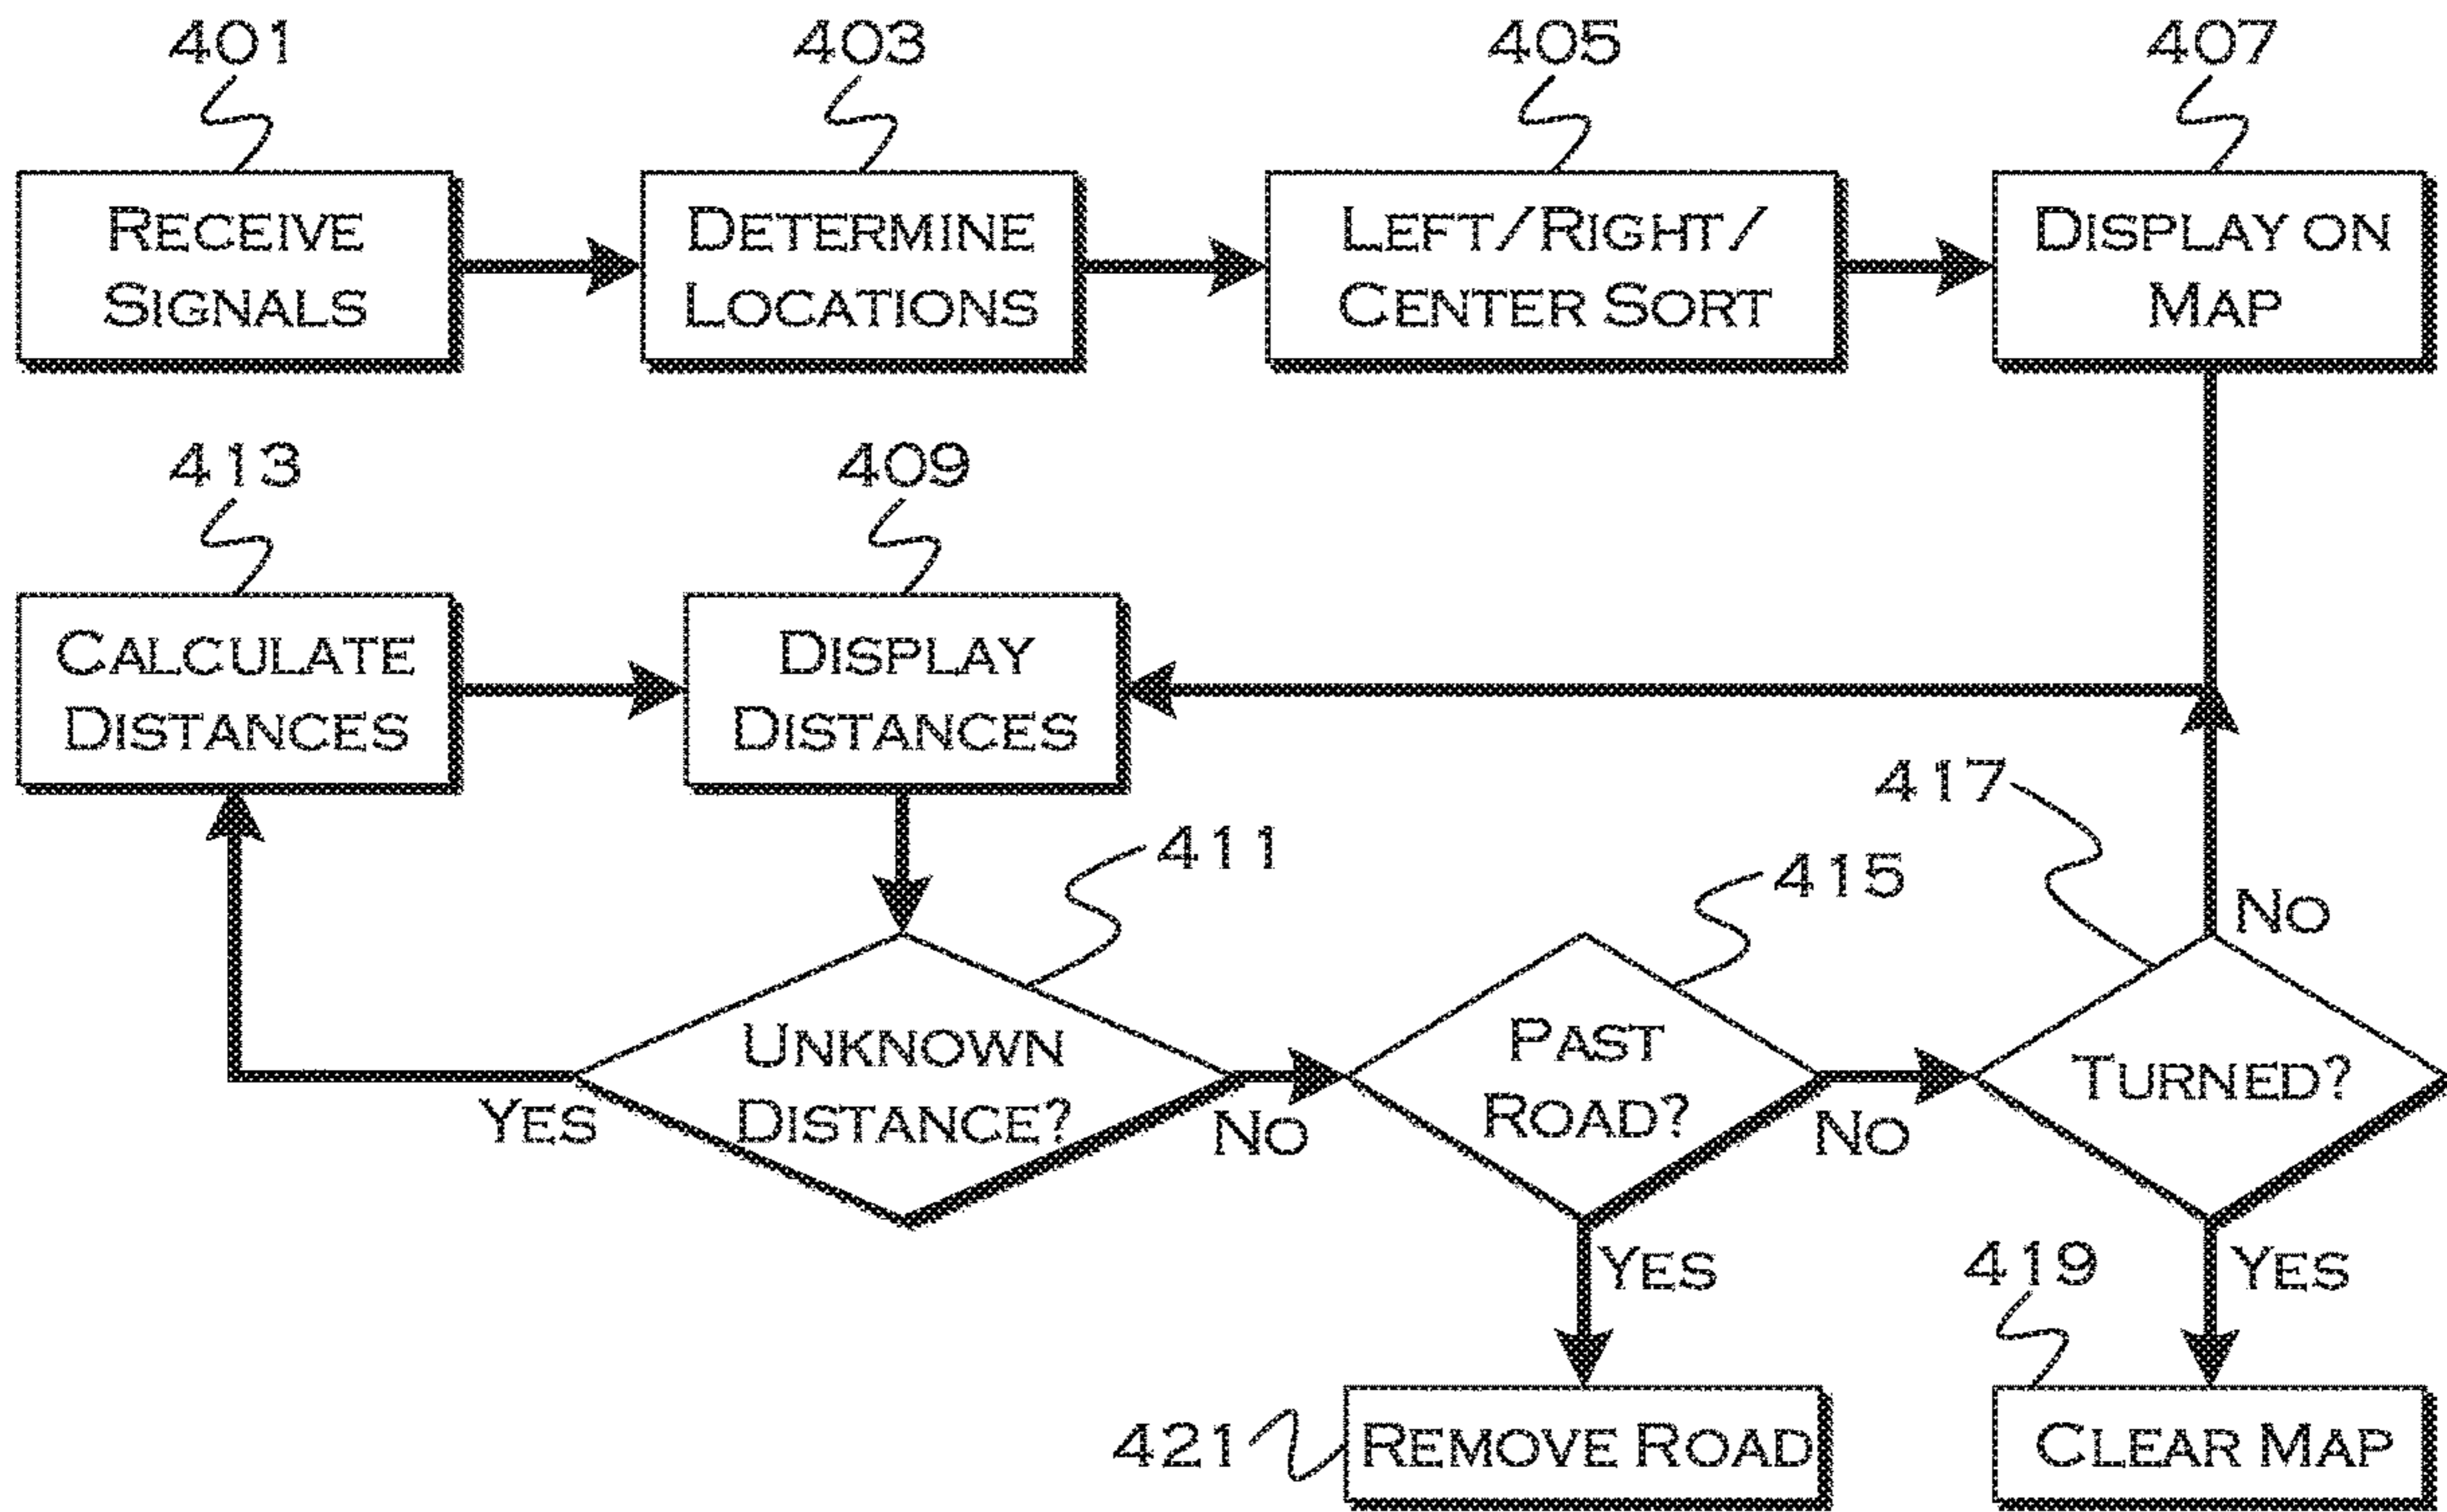 401
403
405
407
RECEIVE
SIGNALS
DETERMINE
LOCATIONS
LEFT/RIGHT/
CENTER SORT
DISPLAY ON
MAP
413
409
CALCULATE
DISTANCES
DISPLAY
DISTANCES
417
411
415
NO
UNKNOWN
DISTANCE?
YES
NO
PAST
ROAD?
NO
TURNED?
YES
419
YES
421
REMOVE ROAD
CLEAR MAP